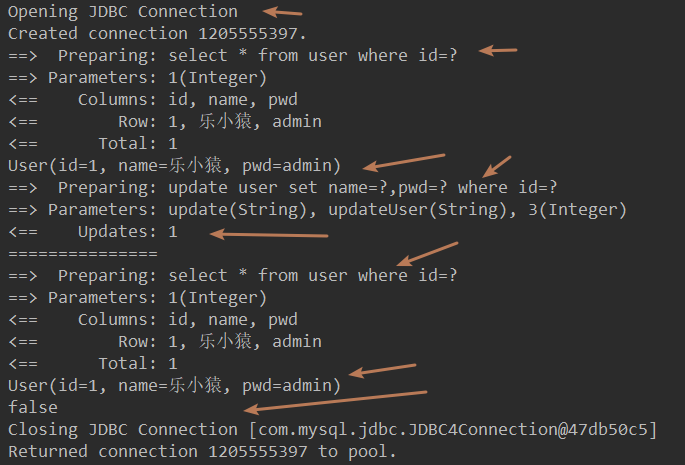 Opening JDBC Connection
Created connection 1205555397.
==>  Preparing: select * from user where id=?
==> Parameters: 1(Integer)
<==    Columns: id, name, pwd
<==        Row: 1, 乐小猿, admin
<==      Total: 1
User(id=1, name=乐小猿, pwd=admin)
==>  Preparing: update user set name=?,pwd=? where id=?
==> Parameters: update(String), updateUser(String), 3(Integer)
<==    Updates: 1
===============
==>  Preparing: select * from user where id=?
==> Parameters: 1(Integer)
<==    Columns: id, name, pwd
<==        Row: 1, 乐小猿, admin
<==      Total: 1
User(id=1, name=乐小猿, pwd=admin)
false
Closing JDBC Connection [com.mysql.jdbc.JDBC4Connection@47db50c5]
Returned connection 1205555397 to pool.